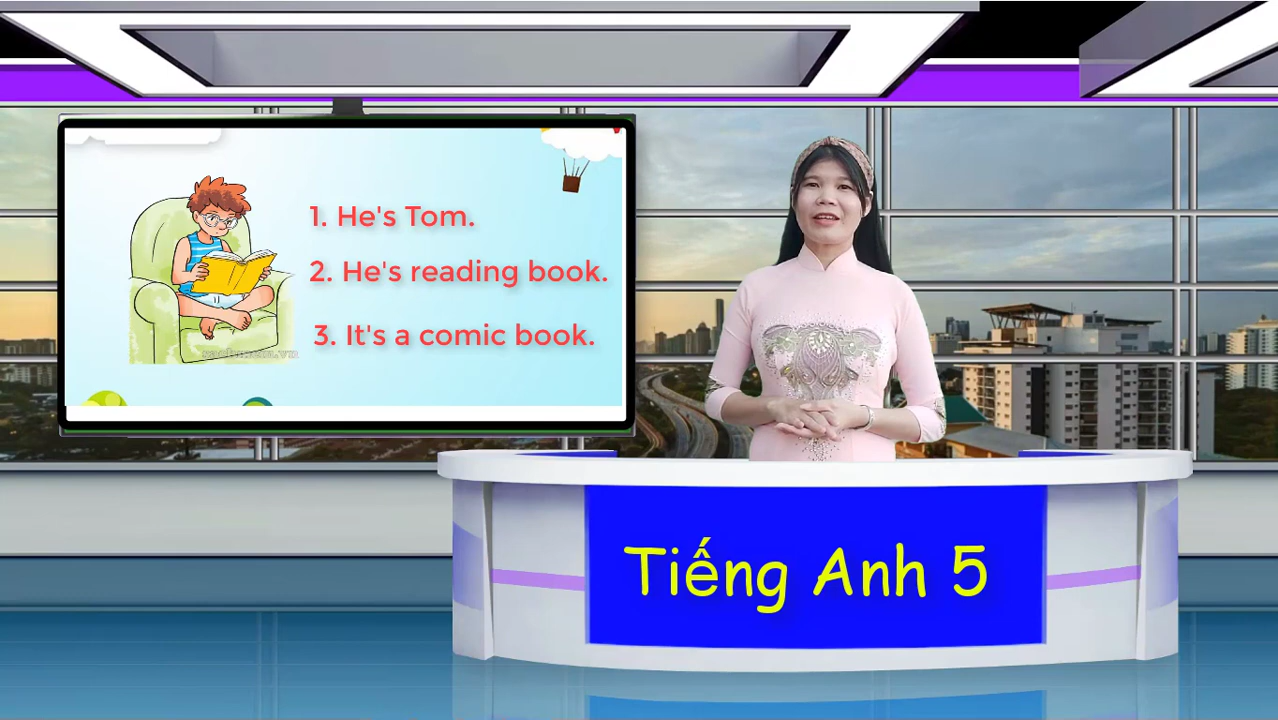 1. He's Tom.
2. He's reading book.
3. It's a comic book.
Tiếng Anh 5